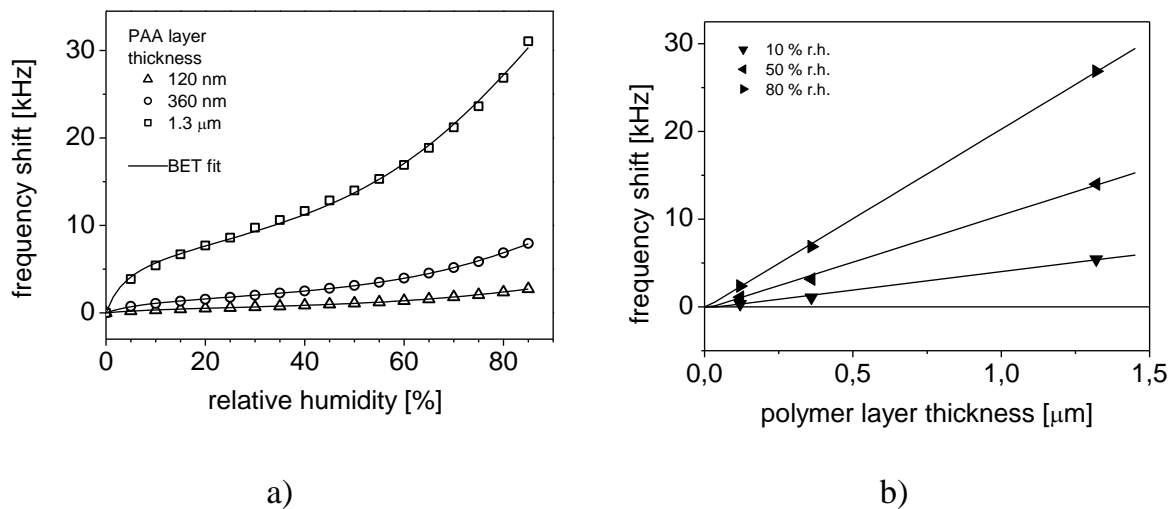 frequency shift [kHz]
30
20
10
0
PAA layer
thickness
120 nm
360 nm
1.3 μm
BET fit
0 20 40 60 80
relative humidity [%]
a)
frequency shift [kHz]
30
20
10
0
10 % r.h.
50 % r.h.
80 % r.h.
0,0 0,5 1,0 1,5
polymer layer thickness [μm]
b)